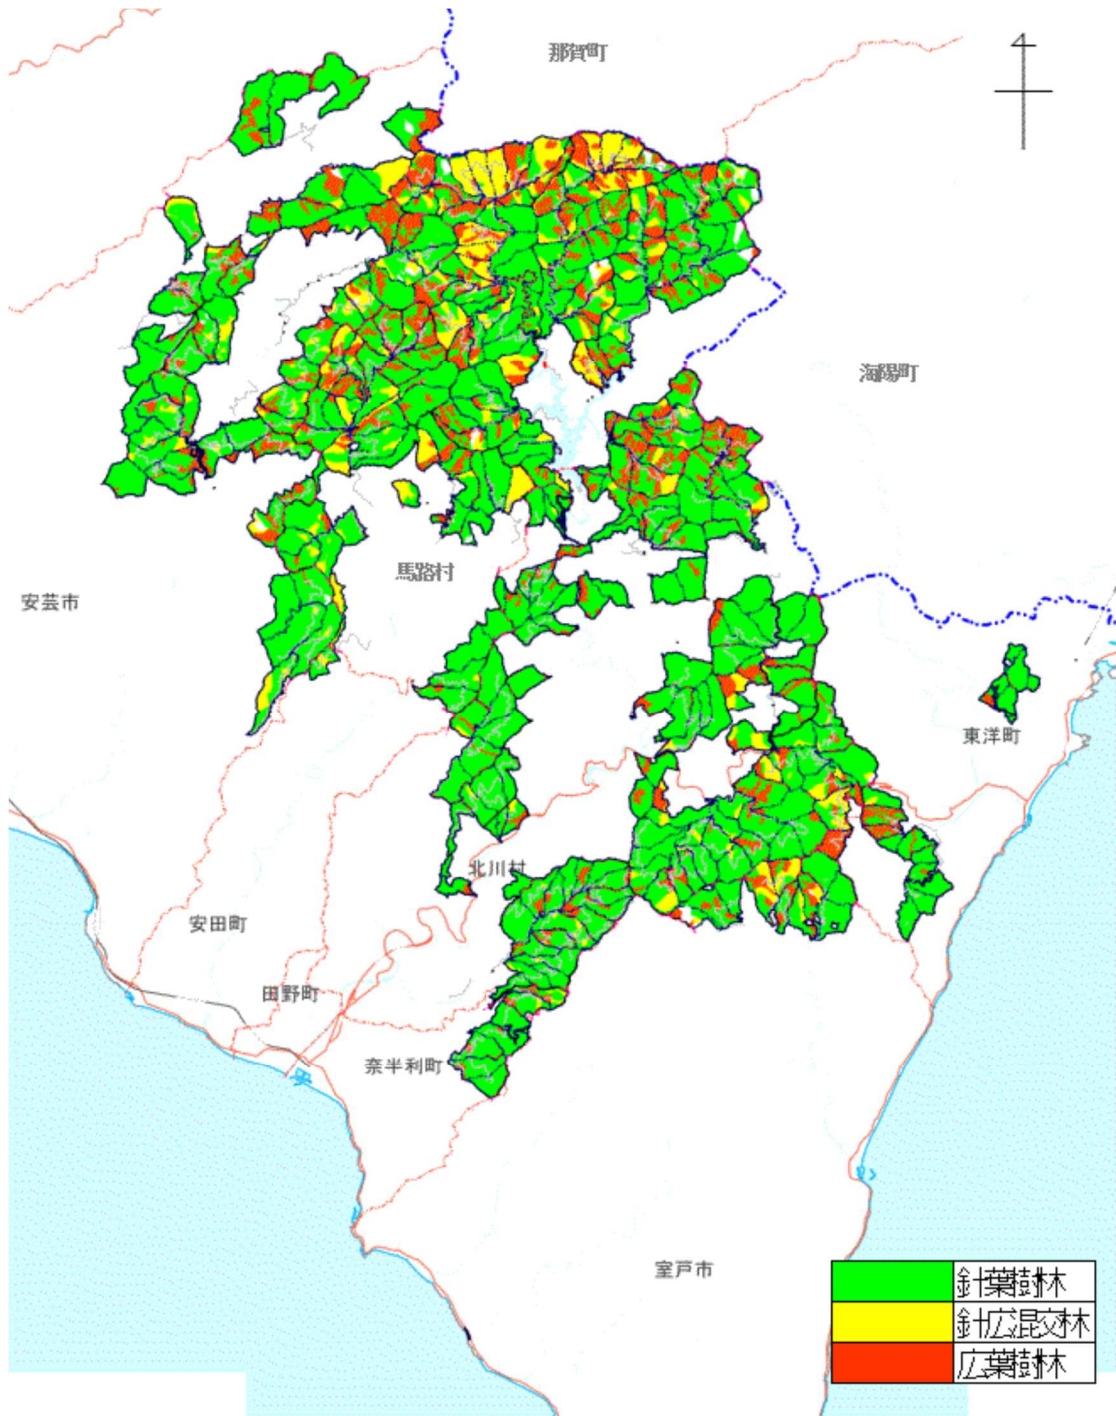 那賀町
海陽町
馬路村
安芸市
東洋町
北川村
安田町
田野町
奈半利町
室戸市
針葉樹林
針広混交林
広葉樹林